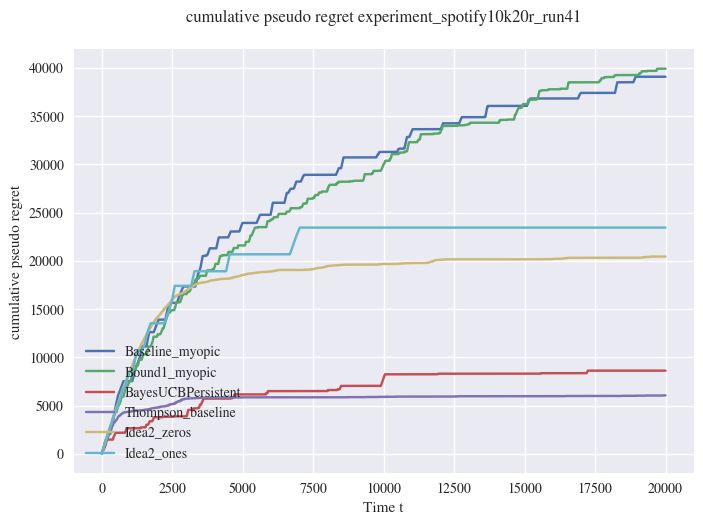 cumulative pseudo regret experiment_spotify10k20r_run41
cumulative pseudo regret
40000
35000
30000
25000
20000
15000
10000
5000
0
Baseline_myopic
Bound1_myopic
BayesUCBPersistent
Thompson_baseline
Idea2_zeros
Idea2_ones
0 2500 5000 7500 10000 12500 15000 17500 20000
Time t